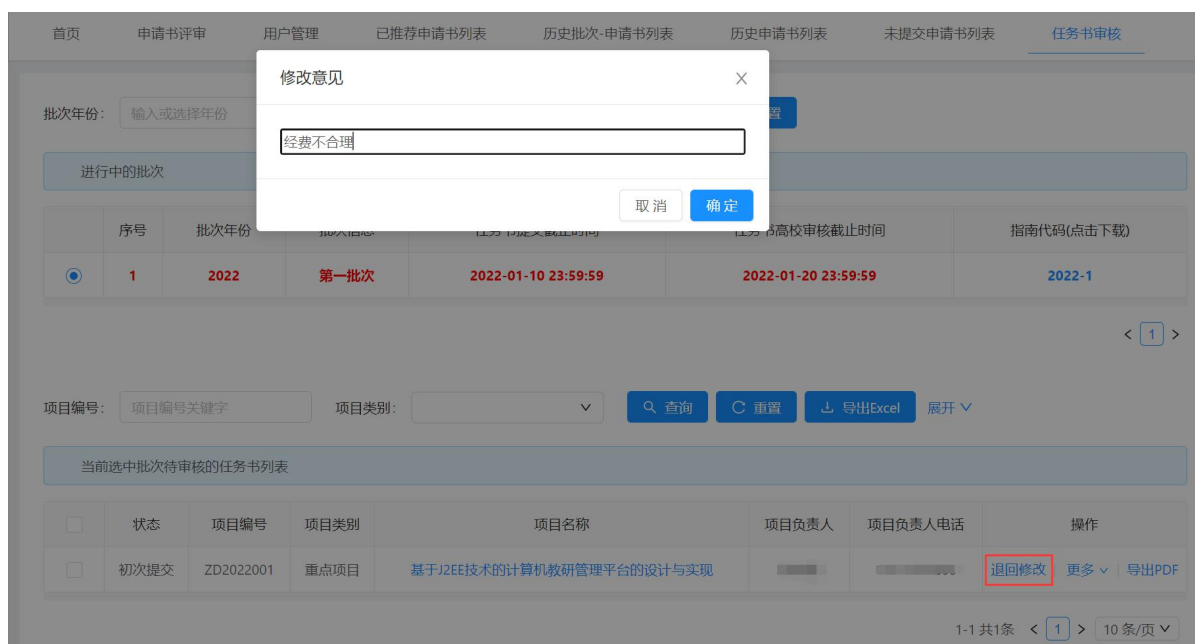 首页 申请书评审 用户管理 已推荐申请书列表 历史批次-申请书列表 历史申请书列表 未提交申请书列表 任务书审核
修改意见
批次年份: 输入或选择年份 置
经费不合理
进行中的批次
取消 确定
序号 批次年份 批次信息 任务书提交截止时间 任务书高校审核截止时间 指南代码(点击下载)
1 2022 第一批次 2022-01-10 23:59:59 2022-01-20 23:59:59 2022-1
< 1 >
项目编号: 项目编号关键字 项目类别: 查询 重置 导出Excel 展开
当前选中批次待审核的任务书列表
状态 项目编号 项目类别 项目名称 项目负责人 项目负责人电话 操作
初次提交 ZD2022001 重点项目 基于J2EE技术的计算机教研管理平台的设计与实现 退回修改 更多 导出PDF
1-1 共1条 < 1 > 10 条/页